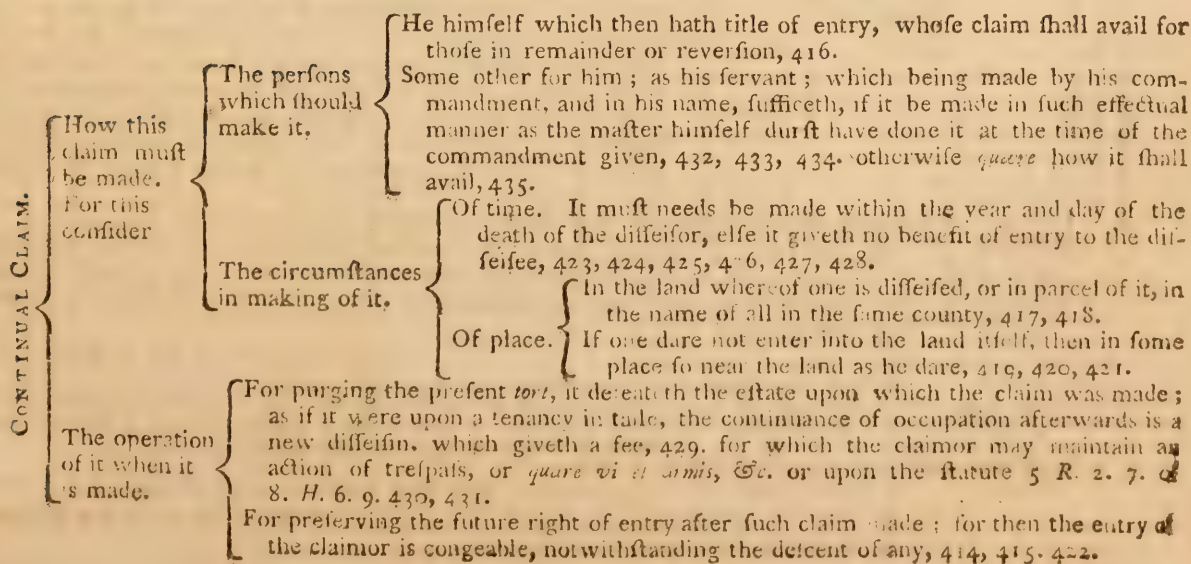 CONTINUAL CLAIM.
How this
claim muſt
be made.
For this
conſider
The perſons
which ſhould
make it.
He himſelf which then hath title of entry, whoſe claim ſhall avail for
thoſe in remainder or reverſion, 416.
Some other for him; as his ſervant; which being made by his com-
mandment, and in his name, ſufficeth, if it be made in ſuch effectual
manner as the maſter himſelf durſt have done it at the time of the
commandment given, 432, 433, 434. otherwiſe quære how it ſhall
avail, 435.
The circumſtances
in making of it.
Of time. It muſt needs be made within the year and day of the
death of the diſſeiſor, elſe it giveth no benefit of entry to the diſ-
ſeiſee, 423, 424, 425, 426, 427, 428.
Of place.
In the land whereof one is diſſeiſed, or in parcel of it, in
the name of all in the ſame county, 417, 418.
If one dare not enter into the land itſelf, then in ſome
place ſo near the land as he dare, 419, 420, 421.
The operation
of it when it
is made.
For purging the preſent tort, it defeateth the eſtate upon which the claim was made;
as if it were upon a tenancy in taile, the continuance of occupation afterwards is a
new diſſeiſin, which giveth a fee, 429. for which the claimor may maintain an
action of treſpaſs, or quare vi et armis, &c. or upon the ſtatute 5 R. 2. 7. of
8. H. 6. 9. 430, 431.
For preſerving the future right of entry after ſuch claim made; for then the entry of
the claimor is congeable, notwithſtanding the deſcent of any, 414, 415. 422.